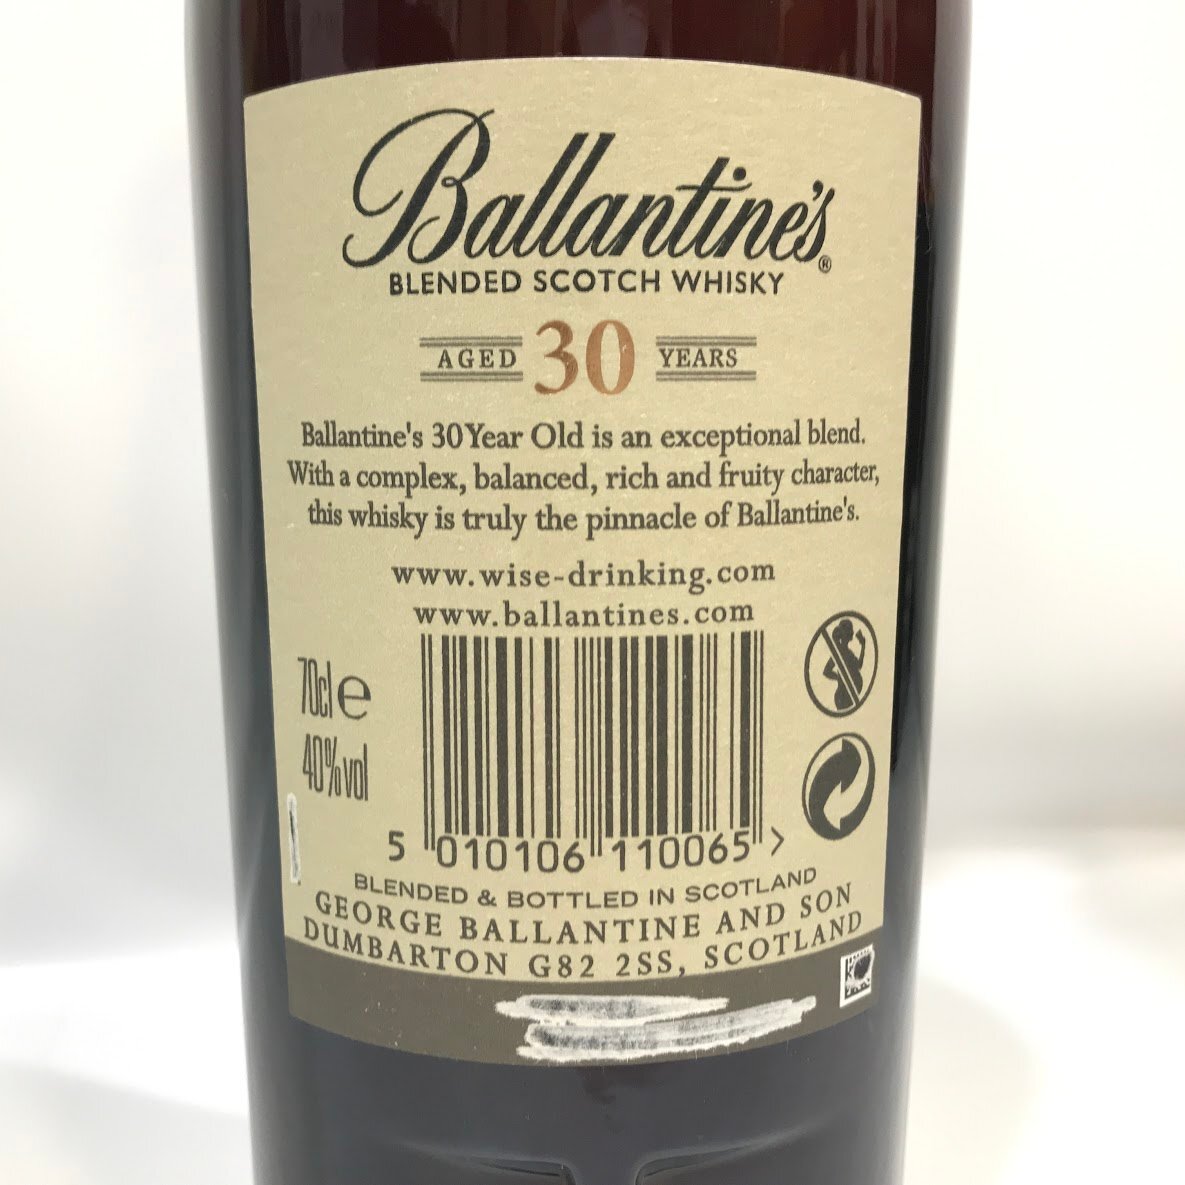 Ballantine's®
BLENDED SCOTCH WHISKY
AGED 30 YEARS
Ballantine's 30 Year Old is an exceptional blend.
With a complex, balanced, rich and fruity character,
this whisky is truly the pinnacle of Ballantine's.
www.wise-drinking.com
www.ballantines.com
70cl e
40%vol
5 010106 110065 >
BLENDED & BOTTLED IN SCOTLAND
GEORGE BALLANTINE AND SON
DUMBARTON G82 2SS, SCOTLAND